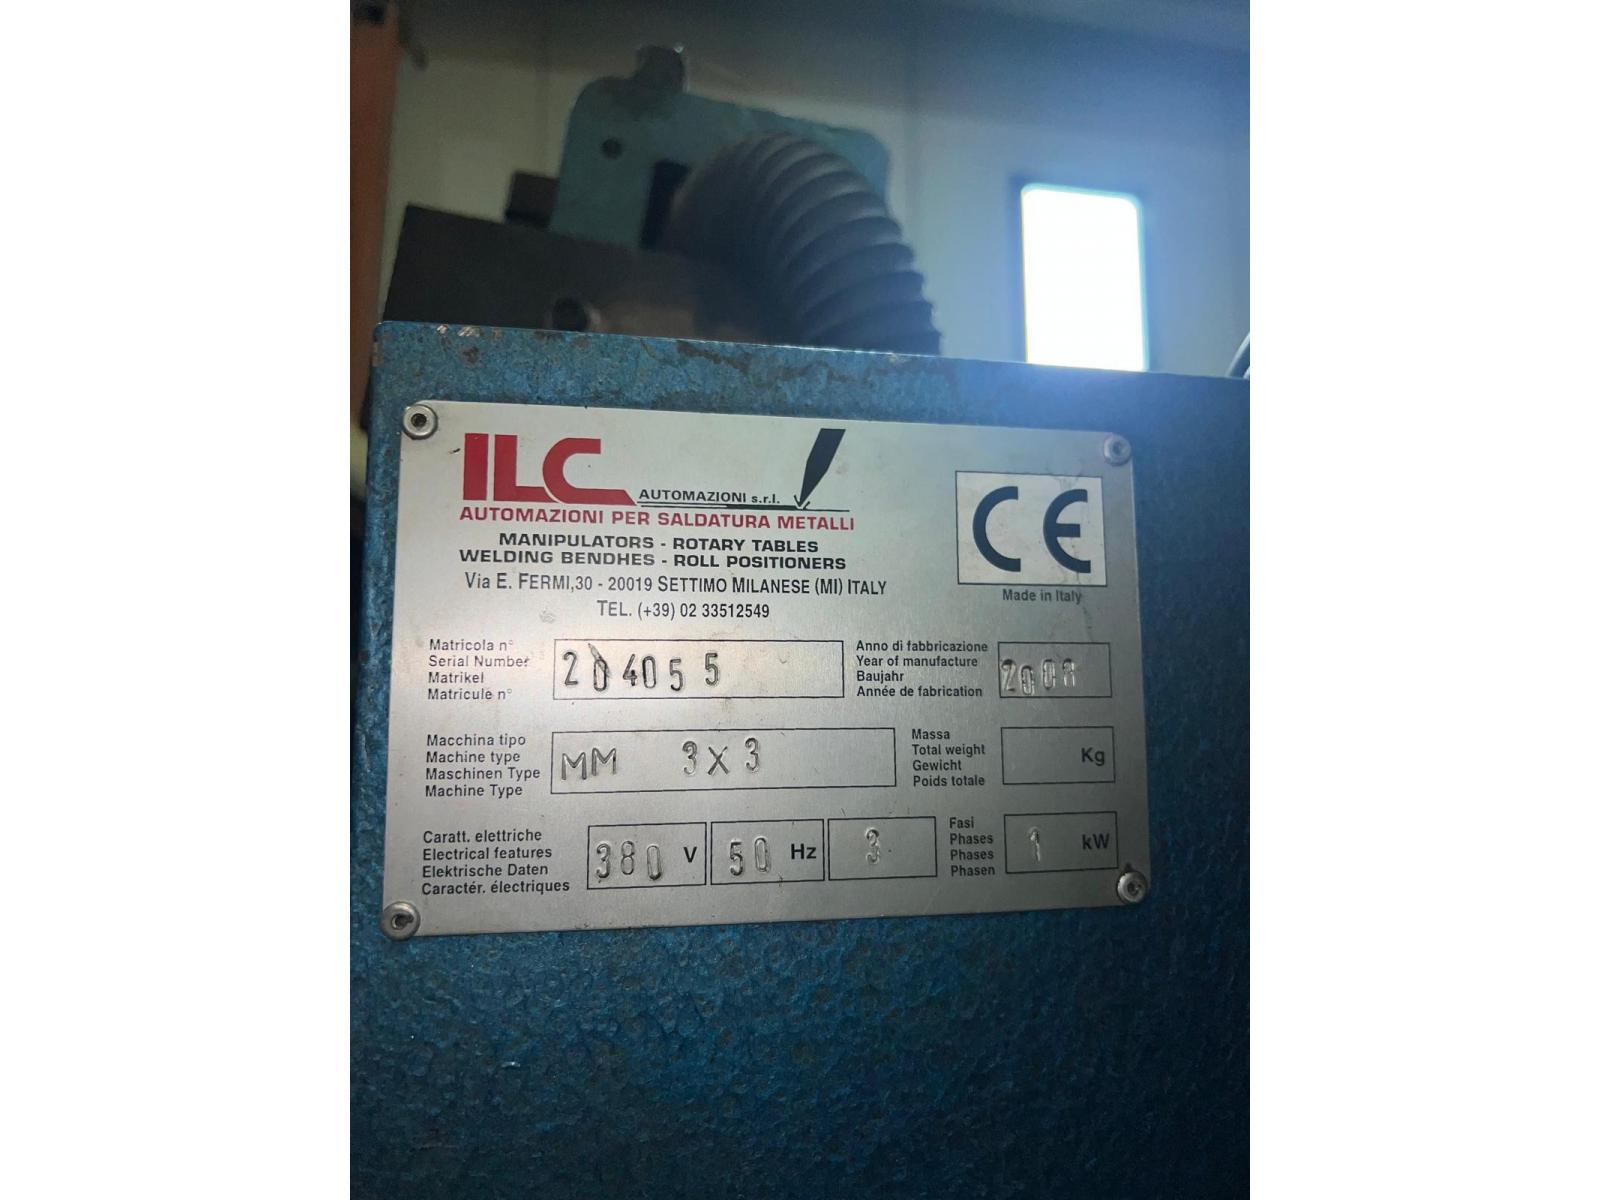 ILC AUTOMAZIONI s.r.l.
AUTOMAZIONI PER SALDATURA METALLI
MANIPULATORS - ROTARY TABLES
WELDING BENDHES - ROLL POSITIONERS
Via E. FERMI,30 - 20019 SETTIMO MILANESE (MI) ITALY
TEL. (+39) 02 33512549
CE
Made in Italy
Matricola n°
Serial Number
Matrikel
Matricule n°
204055
Anno di fabbricazione
Year of manufacture
Baujahr
Année de fabrication
Macchina tipo
Machine type
Maschinen Type
Machine Type
MM 3X3
Massa
Total weight
Gewicht
Poids totale
Kg
Caratt. elettriche
Electrical features
Elektrische Daten
Caractér. électriques
380 V
50 Hz
3
Fasi
Phases
Phases
Phasen
1 kW